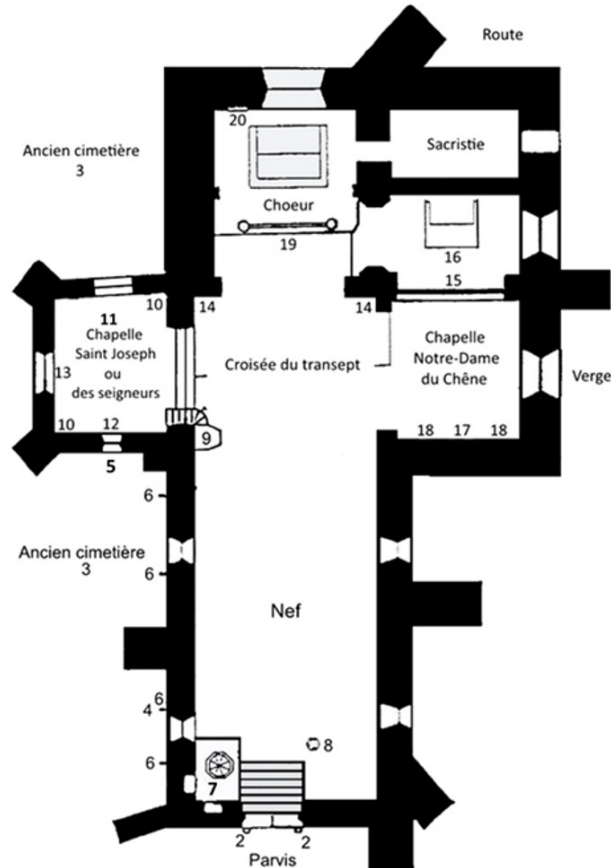 Route
20
Sacristie
Ancien cimetière
3
Choeur
19
16
15
10
14
14
11
Chapelle
Saint Joseph
ou
des seigneurs
13
10
12
Croisée du transept
Chapelle
Notre-Dame
du Chêne
Verge
9
18
17
18
5
6
Ancien cimetière
3
6
Nef
6
4
8
6
7
2
2
Parvis